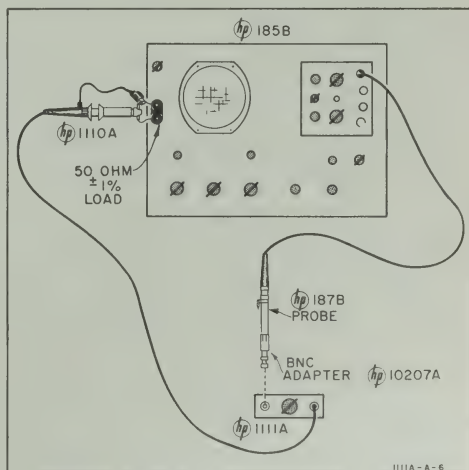 hp 185B
hp 1110A
50 OHM
± 1%
LOAD
hp 187B
PROBE
BNC
ADAPTER
hp 10207A
hp 1111A
1111A-A-6